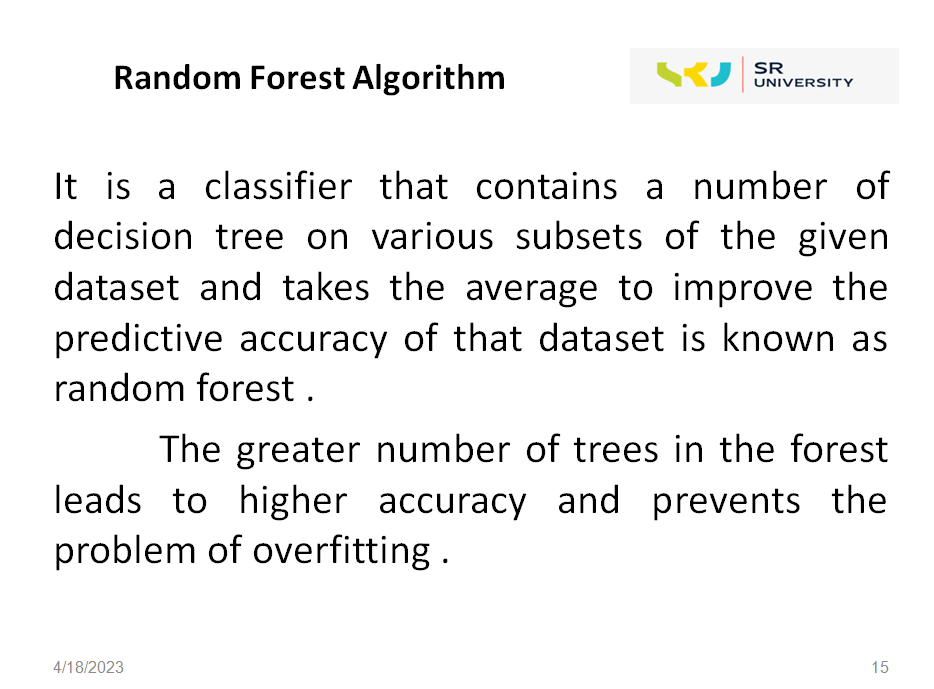 Random Forest Algorithm
SR
UNIVERSITY
It is a classifier that contains a number of
decision tree on various subsets of the given
dataset and takes the average to improve the
predictive accuracy of that dataset is known as
random forest .
The greater number of trees in the forest
leads to higher accuracy and prevents the
problem of overfitting .
4/18/2023
15